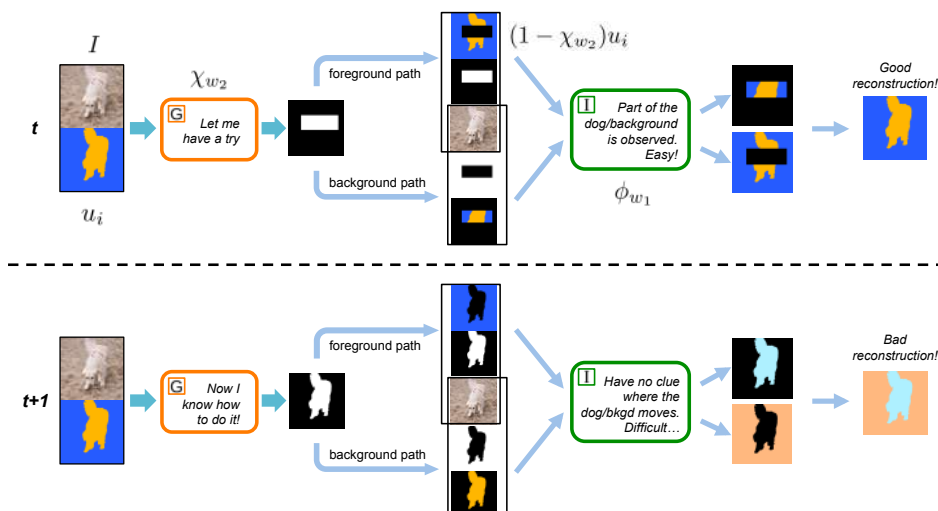 I
χ_{w_2}
(1 − χ_{w_2})u_i
foreground path
Good
reconstruction!
t
G
Let me
have a try
I
Part of the
dog/background
is observed.
Easy!
background path
ϕ_{w_1}
u_i
foreground path
Bad
reconstruction!
t+1
G
Now I
know how
to do it!
I
Have no clue
where the
dog/bkgd moves.
Difficult…
background path